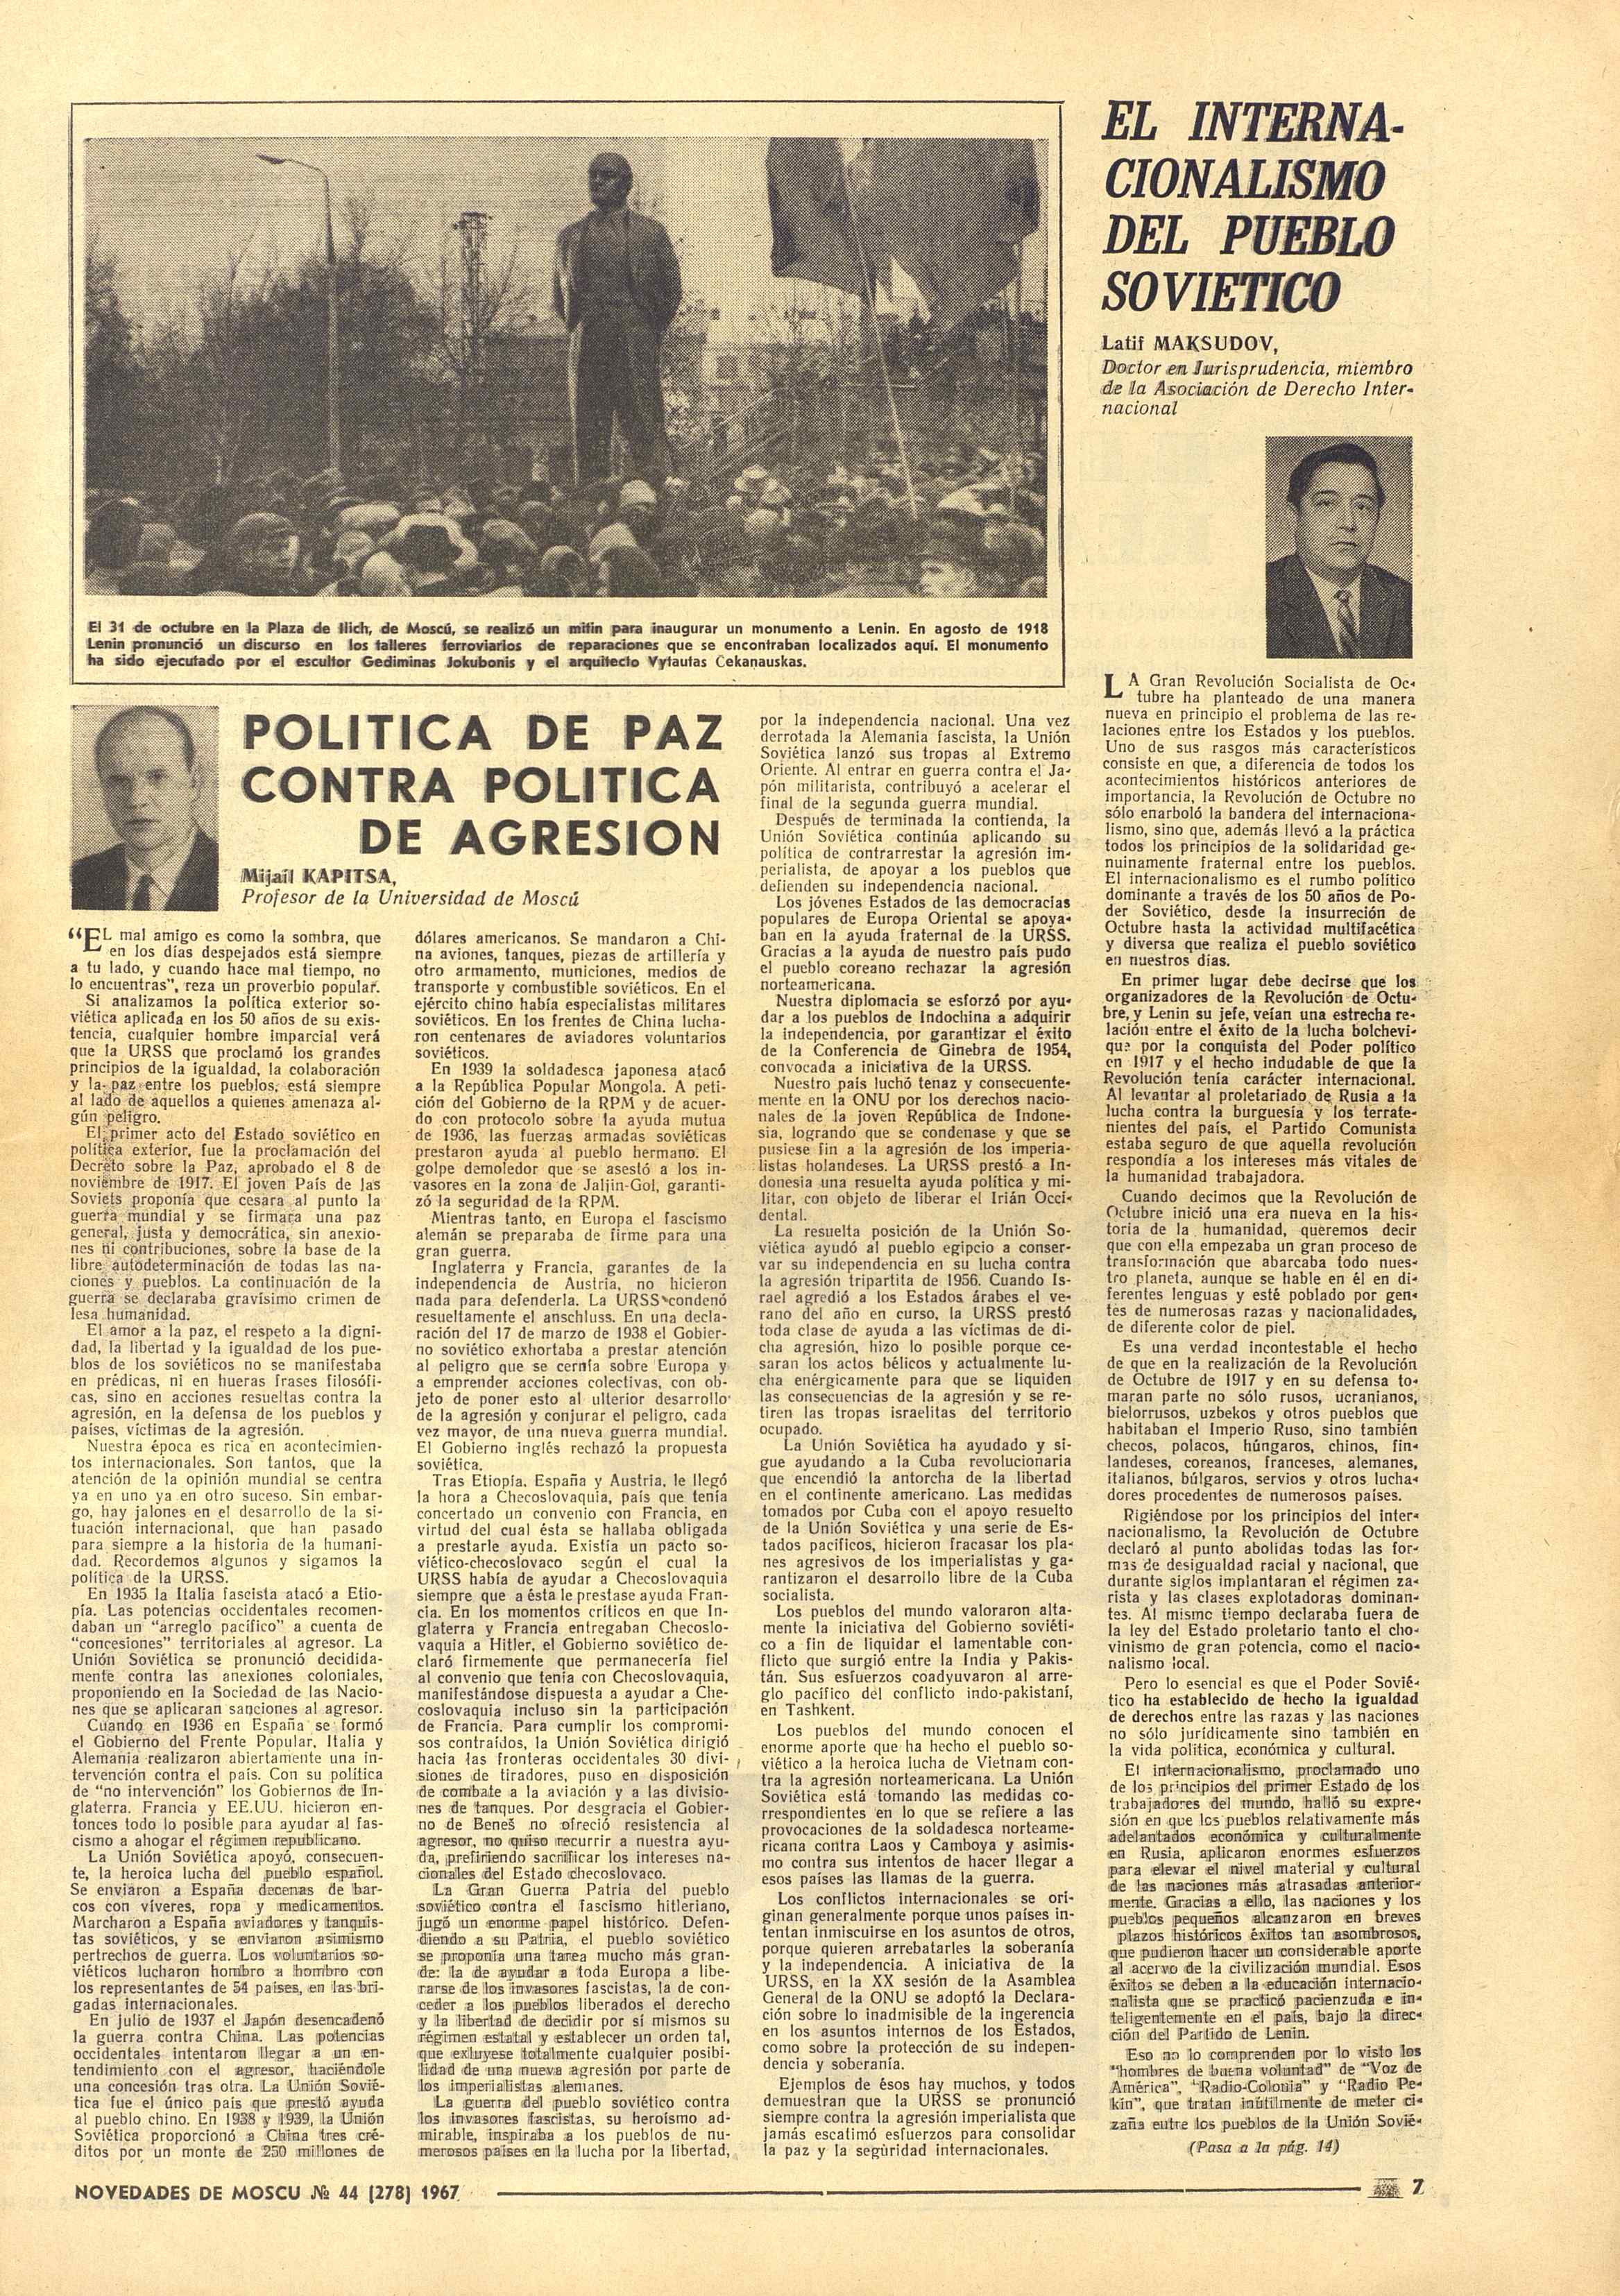 El 31 de octubre en la Plaza de Ilich, de Moscú, se realizó un mitin para inaugurar un monumento a Lenin. En agosto de 1918
Lenin pronunció un discurso en los talleres ferroviarios de reparaciones que se encontraban localizados aquí. El monumento
ha sido ejecutado por el escultor Gediminas Jokubonis y el arquitecto Vytautas Cekanauskas.
POLITICA DE PAZ
CONTRA POLITICA
DE AGRESION
Mijaíl KAPITSA,
Profesor de la Universidad de Moscú
“EL mal amigo es como la sombra, que
en los días despejados está siempre
a tu lado, y cuando hace mal tiempo, no
lo encuentras”, reza un proverbio popular.
Si analizamos la política exterior so-
viética aplicada en los 50 años de su exis-
tencia, cualquier hombre imparcial verá
que la URSS que proclamó los grandes
principios de la igualdad, la colaboración
y la paz entre los pueblos, está siempre
al lado de aquellos a quienes amenaza al-
gún peligro.
El primer acto del Estado soviético en
política exterior, fue la proclamación del
Decreto sobre la Paz, aprobado el 8 de
noviembre de 1917. El joven País de las
Soviets proponía que cesara al punto la
guerra mundial y se firmara una paz
general, justa y democrática, sin anexio-
nes ni contribuciones, sobre la base de la
libre autodeterminación de todas las na-
ciones y pueblos. La continuación de la
guerra se declaraba gravísimo crimen de
lesa humanidad.
El amor a la paz, el respeto a la digni-
dad, la libertad y la igualdad de los pue-
blos de los soviéticos no se manifestaba
en prédicas, ni en hueras frases filosófi-
cas, sino en acciones resueltas contra la
agresión, en la defensa de los pueblos y
países, víctimas de la agresión.
Nuestra época es rica en acontecimien-
tos internacionales. Son tantos, que la
atención de la opinión mundial se centra
ya en uno ya en otro suceso. Sin embar-
go, hay jalones en el desarrollo de la si-
tuación internacional, que han pasado
para siempre a la historia de la humani-
dad. Recordemos algunos y sigamos la
política de la URSS.
En 1935 la Italia fascista atacó a Etio-
pía. Las potencias occidentales recomen-
daban un “arreglo pacífico” a cuenta de
“concesiones” territoriales al agresor. La
Unión Soviética se pronunció decidida-
mente contra las anexiones coloniales,
proponiendo en la Sociedad de las Nacio-
nes que se aplicaran sanciones al agresor.
Cuando en 1936 en España se formó
el Gobierno del Frente Popular, Italia y
Alemania realizaron abiertamente una in-
tervención contra el país. Con su política
de “no intervención” los Gobiernos de In-
glaterra. Francia y EE.UU. hicieron en-
tonces todo lo posible para ayudar al fas-
cismo a ahogar el régimen republicano.
La Unión Soviética apoyó, consecuen-
te, la heroica lucha del pueblo español.
Se enviaron a España decenas de bar-
cos con víveres, ropa y medicamentos.
Marcharon a España aviadores y tanquis-
tas soviéticos, y se enviaron asimismo
pertrechos de guerra. Los voluntarios so-
viéticos lucharon hombro a hombro con
los representantes de 54 países, en las bri-
gadas internacionales.
En julio de 1937 el Japón desencadenó
la guerra contra China. Las potencias
occidentales intentaron llegar a un en-
tendimiento con el agresor, haciéndole
una concesión tras otra. La Unión Sovié-
tica fue el único país que prestó ayuda
al pueblo chino. En 1938 y 1939, la Unión
Soviética proporcionó a China tres cré-
ditos por un monte de 250 millones de
dólares americanos. Se mandaron a Chi-
na aviones, tanques, piezas de artillería y
otro armamento, municiones, medios de
transporte y combustible soviéticos. En el
ejército chino había especialistas militares
soviéticos. En los frentes de China lucha-
ron centenares de aviadores voluntarios
soviéticos.
En 1939 la soldadesca japonesa atacó
a la República Popular Mongola. A peti-
ción del Gobierno de la RPM y de acuer-
do con protocolo sobre la ayuda mutua
de 1936, las fuerzas armadas soviéticas
prestaron ayuda al pueblo hermano. El
golpe demoledor que se asestó a los in-
vasores en la zona de Jaljin-Gol, garanti-
zó la seguridad de la RPM.
Mientras tanto, en Europa el fascismo
alemán se preparaba de firme para una
gran guerra.
Inglaterra y Francia, garantes de la
independencia de Austria, no hicieron
nada para defenderla. La URSS condenó
resueltamente el anschluss. En una decla-
ración del 17 de marzo de 1938 el Gobier-
no soviético exhortaba a prestar atención
al peligro que se cernía sobre Europa y
a emprender acciones colectivas, con ob-
jeto de poner esto al ulterior desarrollo
de la agresión y conjurar el peligro, cada
vez mayor, de una nueva guerra mundial.
El Gobierno inglés rechazó la propuesta
soviética.
Tras Etiopía, España y Austria, le llegó
la hora a Checoslovaquia, país que tenía
concertado un convenio con Francia, en
virtud del cual ésta se hallaba obligada
a prestarle ayuda. Existía un pacto so-
viético-checoslovaco según el cual la
URSS había de ayudar a Checoslovaquia
siempre que a ésta le prestase ayuda Fran-
cia. En los momentos críticos en que In-
glaterra y Francia entregaban Checoslo-
vaquia a Hitler, el Gobierno soviético de-
claró firmemente que permanecería fiel
al convenio que tenía con Checoslovaquia,
manifestándose dispuesta a ayudar a Che-
coslovaquia incluso sin la participación
de Francia. Para cumplir los compromi-
sos contraídos, la Unión Soviética dirigió
hacia las fronteras occidentales 30 divi-
siones de tiradores, puso en disposición
de combate a la aviación y a las divisio-
nes de tanques. Por desgracia el Gobier-
no de Beneš no ofreció resistencia al
agresor, no quiso recurrir a nuestra ayu-
da, prefiriendo sacrificar los intereses na-
cionales del Estado checoslovaco.
La Gran Guerra Patria del pueblo
soviético contra el fascismo hitleriano,
jugó un enorme papel histórico. Defen-
diendo a su Patria, el pueblo soviético
se proponía una tarea mucho más gran-
de: la de ayudar a toda Europa a libe-
rarse de los invasores fascistas, la de con-
ceder a los pueblos liberados el derecho
y la libertad de decidir por sí mismos su
régimen estatal y establecer un orden tal,
que exluyese totalmente cualquier posibi-
lidad de una nueva agresión por parte de
los imperialistas alemanes.
La guerra del pueblo soviético contra
los invasores fascistas, su heroísmo ad-
mirable, inspiraba a los pueblos de nu-
merosos países en la lucha por la libertad,
por la independencia nacional. Una vez
derrotada la Alemania fascista, la Unión
Soviética lanzó sus tropas al Extremo
Oriente. Al entrar en guerra contra el Ja-
pón militarista, contribuyó a acelerar el
final de la segunda guerra mundial.
Después de terminada la contienda, la
Unión Soviética continúa aplicando su
política de contrarrestar la agresión im-
perialista, de apoyar a los pueblos que
defienden su independencia nacional.
Los jóvenes Estados de las democracias
populares de Europa Oriental se apoya-
ban en la ayuda fraternal de la URSS.
Gracias a la ayuda de nuestro país pudo
el pueblo coreano rechazar la agresión
norteamericana.
Nuestra diplomacia se esforzó por ayu-
dar a los pueblos de Indochina a adquirir
la independencia, por garantizar el éxito
de la Conferencia de Ginebra de 1954,
convocada a iniciativa de la URSS.
Nuestro país luchó tenaz y consecuente-
mente en la ONU por los derechos nacio-
nales de la joven República de Indone-
sia, logrando que se condenase y que se
pusiese fin a la agresión de los imperia-
listas holandeses. La URSS prestó a In-
donesia una resuelta ayuda política y mi-
litar, con objeto de liberar el Irián Occi-
dental.
La resuelta posición de la Unión So-
viética ayudó al pueblo egipcio a conser-
var su independencia en su lucha contra
la agresión tripartita de 1956. Cuando Is-
rael agredió a los Estados árabes el ve-
rano del año en curso, la URSS prestó
toda clase de ayuda a las víctimas de di-
cha agresión, hizo lo posible porque ce-
saran los actos bélicos y actualmente lu-
cha enérgicamente para que se liquiden
las consecuencias de la agresión y se re-
tiren las tropas israelitas del territorio
ocupado.
La Unión Soviética ha ayudado y si-
gue ayudando a la Cuba revolucionaria
que encendió la antorcha de la libertad
en el continente americano. Las medidas
tomados por Cuba con el apoyo resuelto
de la Unión Soviética y una serie de Es-
tados pacíficos, hicieron fracasar los pla-
nes agresivos de los imperialistas y ga-
rantizaron el desarrollo libre de la Cuba
socialista.
Los pueblos del mundo valoraron alta-
mente la iniciativa del Gobierno soviéti-
co a fin de liquidar el lamentable con-
flicto que surgió entre la India y Pakis-
tán. Sus esfuerzos coadyuvaron al arre-
glo pacífico del conflicto indo-pakistaní,
en Tashkent.
Los pueblos del mundo conocen el
enorme aporte que ha hecho el pueblo so-
viético a la heroica lucha de Vietnam con-
tra la agresión norteamericana. La Unión
Soviética está tomando las medidas co-
rrespondientes en lo que se refiere a las
provocaciones de la soldadesca norteame-
ricana contra Laos y Camboya y asimis-
mo contra sus intentos de hacer llegar a
esos países las llamas de la guerra.
Los conflictos internacionales se ori-
ginan generalmente porque unos países in-
tentan inmiscuirse en los asuntos de otros,
porque quieren arrebatarles la soberanía
y la independencia. A iniciativa de la
URSS, en la XX sesión de la Asamblea
General de la ONU se adoptó la Declara-
ción sobre lo inadmisible de la ingerencia
en los asuntos internos de los Estados,
como sobre la protección de su indepen-
dencia y soberanía.
Ejemplos de ésos hay muchos, y todos
demuestran que la URSS se pronunció
siempre contra la agresión imperialista que
jamás escatimó esfuerzos para consolidar
la paz y la seguridad internacionales.
EL INTERNA-
CIONALISMO
DEL PUEBLO
SOVIETICO
Latif MAKSUDOV,
Doctor en Jurisprudencia, miembro
de la Asociación de Derecho Inter-
nacional
LA Gran Revolución Socialista de Oc-
tubre ha planteado de una manera
nueva en principio el problema de las re-
laciones entre los Estados y los pueblos.
Uno de sus rasgos más característicos
consiste en que, a diferencia de todos los
acontecimientos históricos anteriores de
importancia, la Revolución de Octubre no
sólo enarboló la bandera del internaciona-
lismo, sino que, además llevó a la práctica
todos los principios de la solidaridad ge-
nuinamente fraternal entre los pueblos.
El internacionalismo es el rumbo político
dominante a través de los 50 años de Po-
der Soviético, desde la insurreción de
Octubre hasta la actividad multifacética
y diversa que realiza el pueblo soviético
en nuestros días.
En primer lugar debe decirse que los
organizadores de la Revolución de Octu-
bre, y Lenin su jefe, veían una estrecha re-
lación entre el éxito de la lucha bolchevi-
que por la conquista del Poder político
en 1917 y el hecho indudable de que la
Revolución tenía carácter internacional.
Al levantar al proletariado de Rusia a la
lucha contra la burguesía y los terrate-
nientes del país, el Partido Comunista
estaba seguro de que aquella revolución
respondía a los intereses más vitales de
la humanidad trabajadora.
Cuando decimos que la Revolución de
Octubre inició una era nueva en la his-
toria de la humanidad, queremos decir
que con ella empezaba un gran proceso de
transformación que abarcaba todo nues-
tro planeta, aunque se hable en él en di-
ferentes lenguas y esté poblado por gen-
tes de numerosas razas y nacionalidades,
de diferente color de piel.
Es una verdad incontestable el hecho
de que en la realización de la Revolución
de Octubre de 1917 y en su defensa to-
maran parte no sólo rusos, ucranianos,
bielorrusos, uzbekos y otros pueblos que
habitaban el Imperio Ruso, sino también
checos, polacos, húngaros, chinos, fin-
landeses, coreanos, franceses, alemanes,
italianos, búlgaros, servios y otros lucha-
dores procedentes de numerosos países.
Rigiéndose por los principios del inter-
nacionalismo, la Revolución de Octubre
declaró al punto abolidas todas las for-
mas de desigualdad racial y nacional, que
durante siglos implantaran el régimen za-
rista y las clases explotadoras dominan-
tes. Al mismo tiempo declaraba fuera de
la ley del Estado proletario tanto el cho-
vinismo de gran potencia, como el nacio-
nalismo local.
Pero lo esencial es que el Poder Sovié-
tico ha establecido de hecho la igualdad
de derechos entre las razas y las naciones
no sólo jurídicamente sino también en
la vida política, económica y cultural.
El internacionalismo, proclamado uno
de los principios del primer Estado de los
trabajadores del mundo, halló su expre-
sión en que los pueblos relativamente más
adelantados económica y culturalmente
en Rusia, aplicaron enormes esfuerzos
para elevar el nivel material y cultural
de las naciones más atrasadas anterior-
mente. Gracias a ello, las naciones y los
pueblos pequeños alcanzaron en breves
plazos históricos éxitos tan asombrosos,
que pudieron hacer un considerable aporte
al acervo de la civilización mundial. Esos
éxitos se deben a la educación internacio-
nalista que se practicó pacienzuda e in-
teligentemente en el país, bajo la direc-
ción del Partido de Lenin.
Eso no lo comprenden por lo visto los
“hombres de buena voluntad” de “Voz de
América”, “Radio-Colonia” y “Radio Pe-
kín”, que tratan inútilmente de meter ci-
zaña entre los pueblos de la Unión Sovié-
(Pasa a la pág. 14)
NOVEDADES DE MOSCU № 44 (278) 1967
7